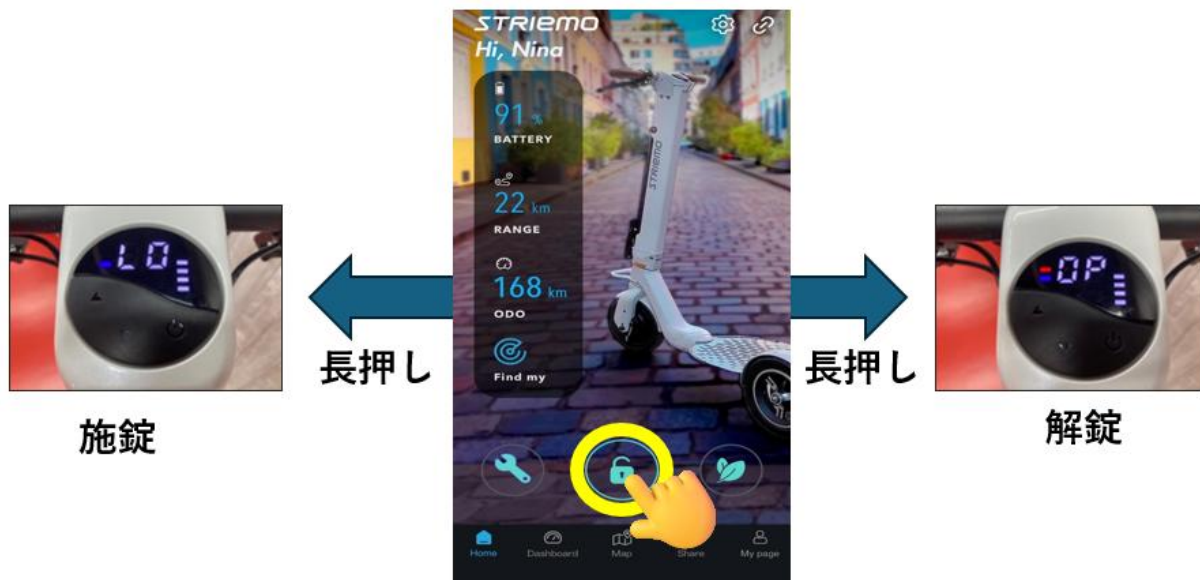 STRIEMO
Hi, Nina
91 %
BATTERY
22 km
RANGE
168 km
ODO
Find my
STRIEMO
LO
長押し
施錠
OP
長押し
解錠
Home
Dashboard
Map
Share
My page